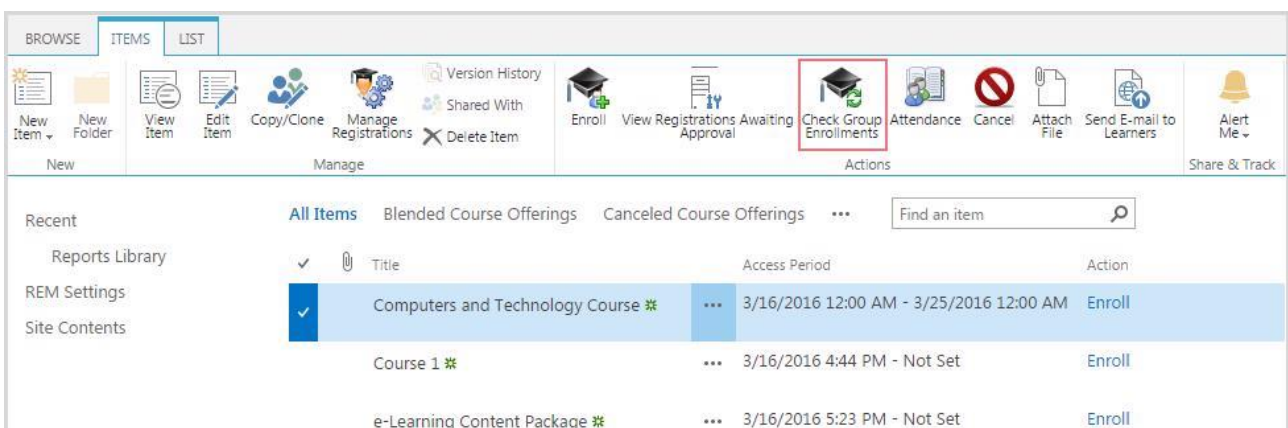 BROWSE ITEMS LIST
New Item
New Folder
View Item
Edit Item
Copy/Clone
Manage Registrations
Version History
Shared With
Delete Item
Enroll
View Registrations Awaiting Approval
Check Group Enrollments
Attendance
Cancel
Attach File
Send E-mail to Learners
Alert Me
New Manage Actions Share & Track
Recent
Reports Library
REM Settings
Site Contents
All Items Blended Course Offerings Canceled Course Offerings ... Find an item
Title Access Period Action
Computers and Technology Course ... 3/16/2016 12:00 AM - 3/25/2016 12:00 AM Enroll
Course 1 ... 3/16/2016 4:44 PM - Not Set Enroll
e-Learning Content Package ... 3/16/2016 5:23 PM - Not Set Enroll